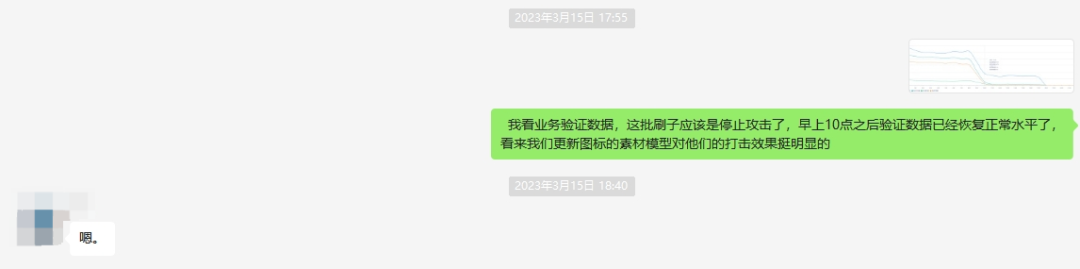 2023年3月15日 17:55
我看业务验证数据，这批刷子应该是停止攻击了，早上10点之后验证数据已经恢复正常水平了，
看来我们更新图标的素材模型对他们的打击效果挺明显的
2023年3月15日 18:40
嗯。